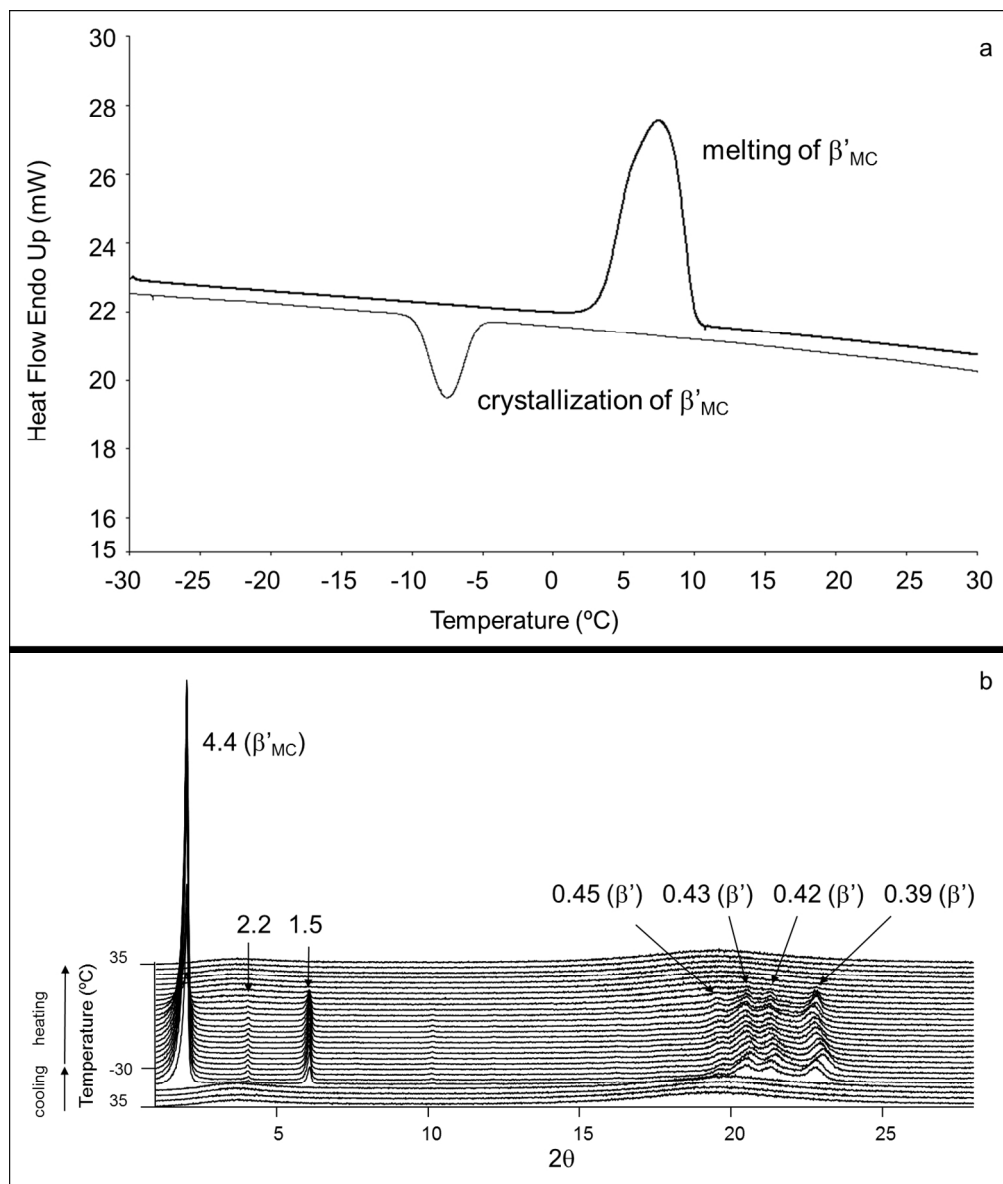 a
30
28
26
24
22
20
18
16
15
Heat Flow Endo Up (mW)
melting of β’MC
crystallization of β’MC
-30 -25 -20 -15 -10 -5 0 5 10 15 20 25 30
Temperature (ºC)
b
4.4 (β’MC)
0.45 (β’) 0.43 (β’) 0.42 (β’) 0.39 (β’)
2.2 1.5
35
-30
35
cooling heating
Temperature (ºC)
5 10 15 20 25
2θ